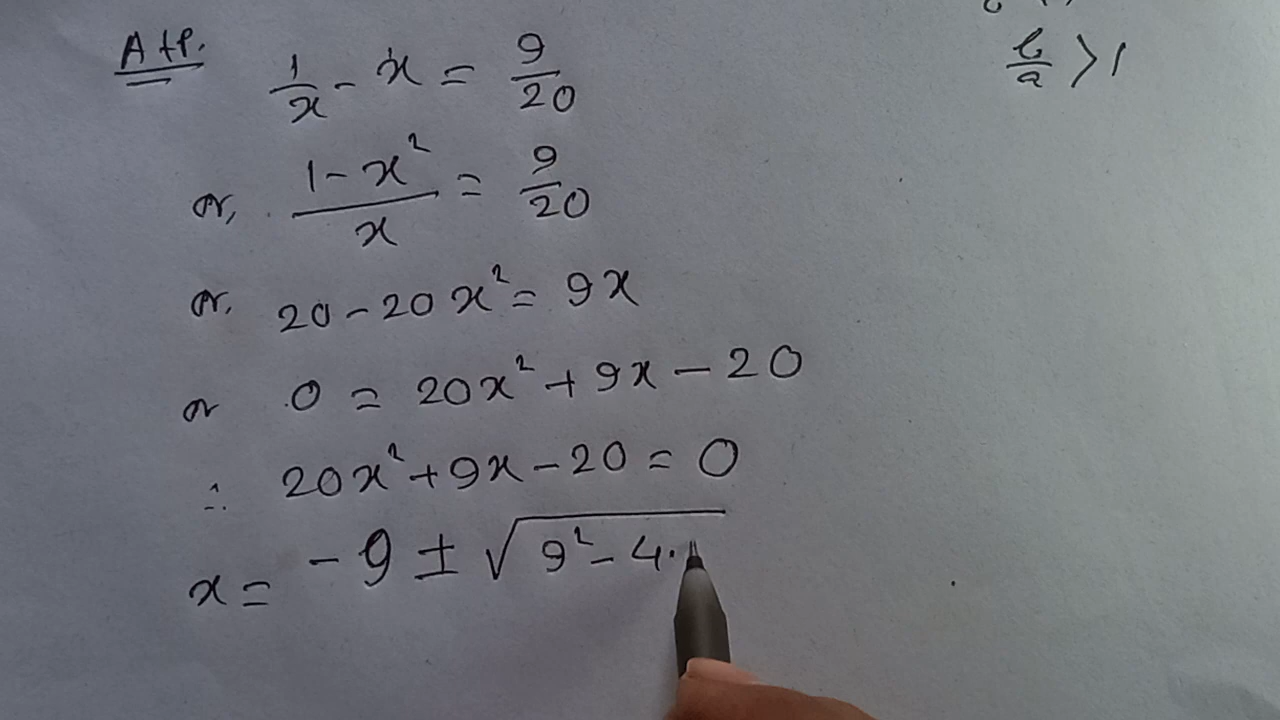 A t P.
1/x - x = 9/20
b/a > 1
or, (1 - x²)/x = 9/20
or, 20 - 20x² = 9x
or 0 = 20x² + 9x - 20
∴ 20x² + 9x - 20 = 0
x = -9 ± √(9² - 4.